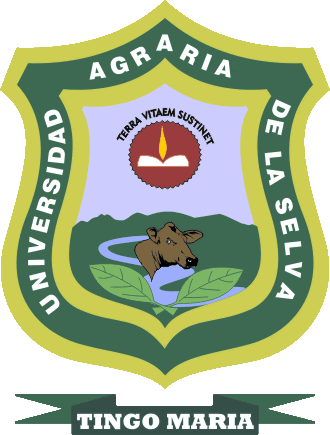 UNIVERSIDAD AGRARIA DE LA SELVA
TERRA VITAEM SUSTINET
TINGO MARIA